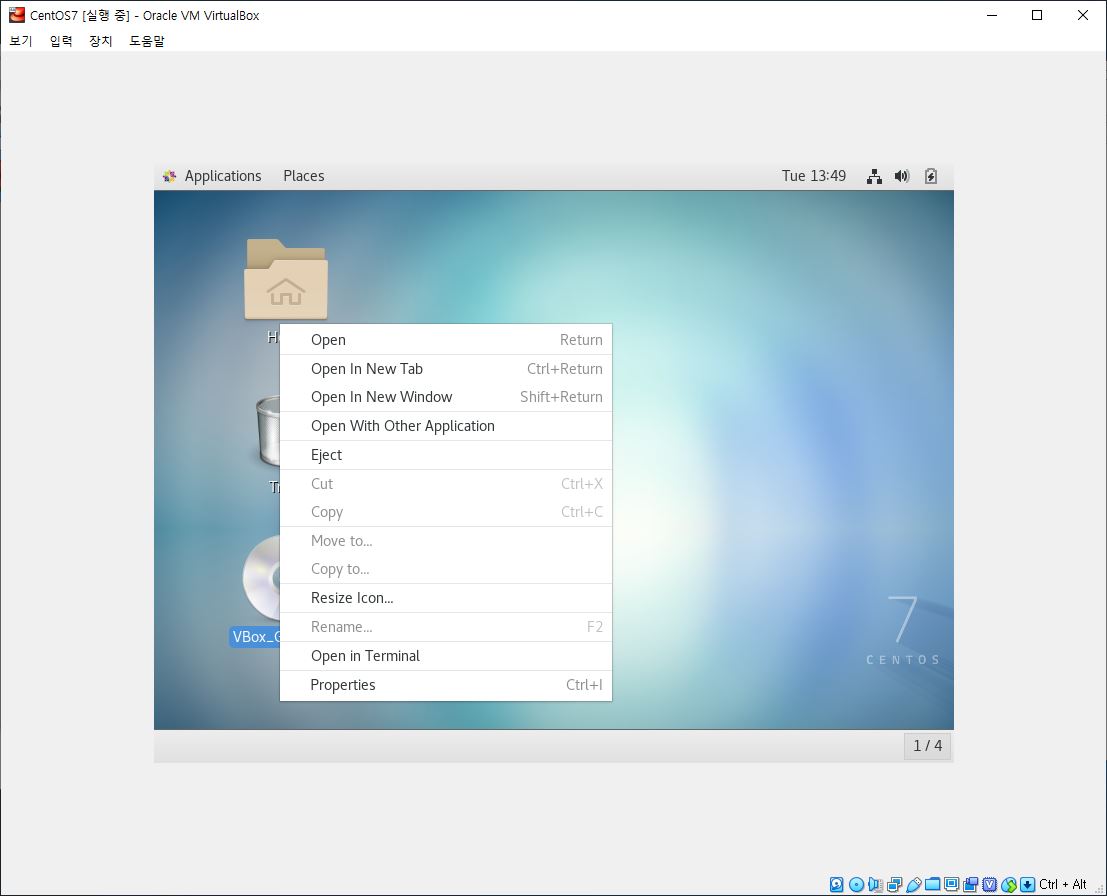 CentOS7 [실행 중] - Oracle VM VirtualBox
보기 입력 장치 도움말
Applications Places Tue 13:49
Open Return
Open In New Tab Ctrl+Return
Open In New Window Shift+Return
Open With Other Application
Eject
Cut Ctrl+X
Copy Ctrl+C
Move to...
Copy to...
Resize Icon...
Rename... F2
VBox_G
Open in Terminal
Properties Ctrl+I
7
CENTOS
1 / 4
Ctrl + Alt